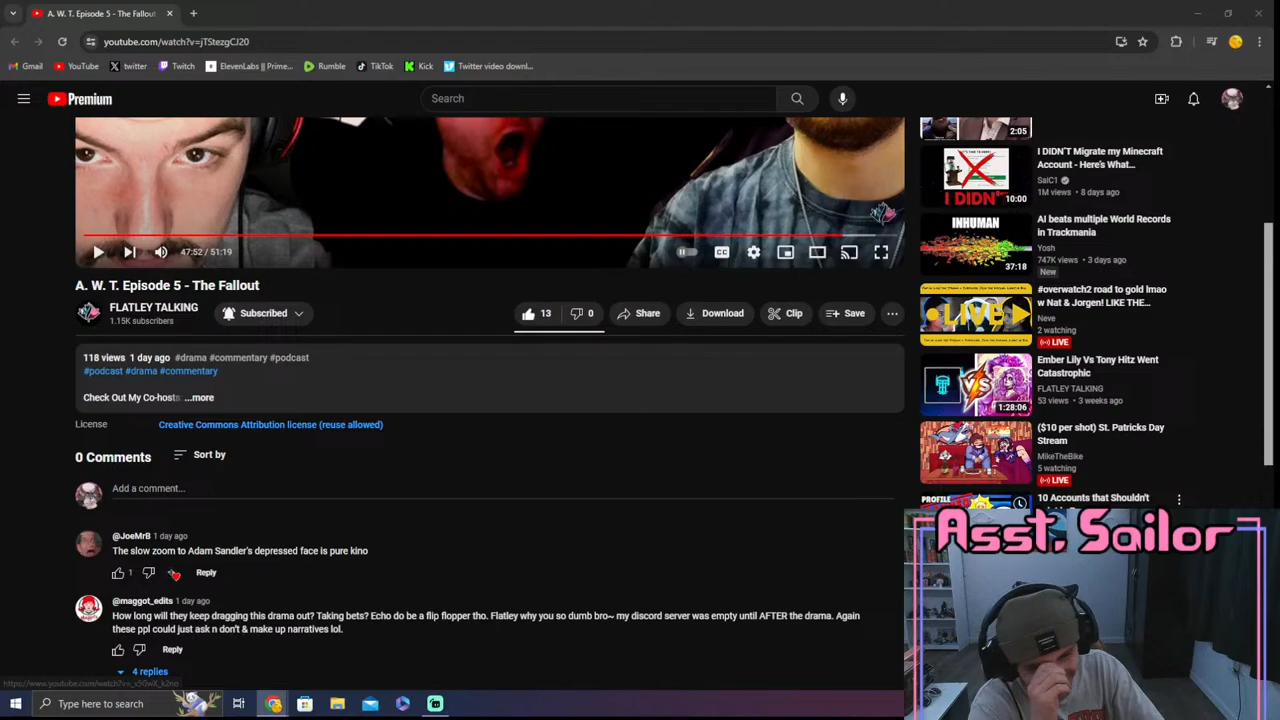 A. W. T. Episode 5 - The Fallout
youtube.com/watch?v=jTStezgCJ20
Gmail
YouTube
twitter
Twitch
ElevenLabs || Prime...
Rumble
TikTok
Kick
Twitter video downl...
Premium
Search
2:05
I DIDN'T Migrate my Minecraft
Account - Here's What...
SalC1
1M views • 8 days ago
I DIDN'
10:00
INHUMAN
AI beats multiple World Records
in Trackmania
Yosh
747K views • 3 days ago
New
37:18
47:52 / 51:19
CC
A. W. T. Episode 5 - The Fallout
FLATLEY TALKING
1.15K subscribers
13
0
Share
Download
Clip
Save
#overwatch2 road to gold lmao
w Nat & Jorgen! LIKE THE...
Neve
2 watching
LIVE
LIVE
118 views 1 day ago #drama #commentary #podcast
#podcast #drama #commentary
Check Out My Co-hosts ...more
Ember Lily Vs Tony Hitz Went
Catastrophic
FLATLEY TALKING
53 views • 3 weeks ago
VS
1:28:06
License
Creative Commons Attribution license (reuse allowed)
0 Comments
Sort by
Add a comment...
($10 per shot) St. Patricks Day
Stream
MikeTheBike
5 watching
LIVE
10 Accounts that Shouldn't
PROFILE
@JoeMrB 1 day ago
The slow zoom to Adam Sandler's depressed face is pure kino
1
Reply
@maggot_edits 1 day ago
How long will they keep dragging this drama out? Taking bets? Echo do be a flip flopper tho. Flatley why you so dumb bro~ my discord server was empty until AFTER the drama. Again
these ppl could just ask n don't & make up narratives lol.
Reply
4 replies
Asst. Sailor
Type here to search